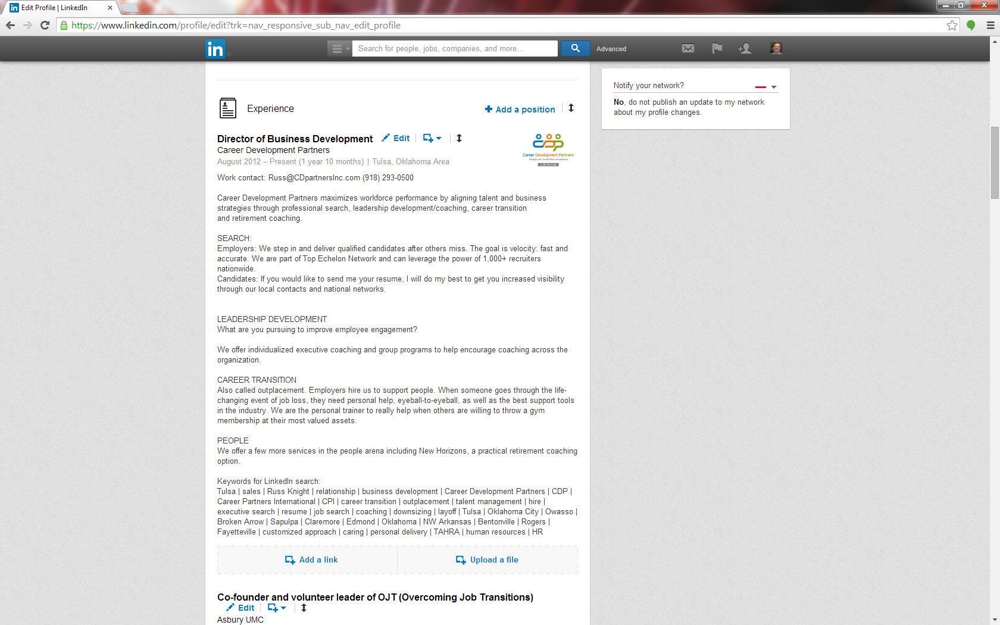 Edit Profile | LinkedIn
https://www.linkedin.com/profile/edit?trk=nav_responsive_sub_nav_edit_profile
in
Search for people, jobs, companies, and more...
Advanced
Notify your network?
No, do not publish an update to my network
about my profile changes.
Experience
Add a position
Director of Business Development
Edit
Career Development Partners
August 2012 – Present (1 year 10 months) | Tulsa, Oklahoma Area
Career Development Partners
Work contact: Russ@CDpartnersInc.com (918) 293-0500
Career Development Partners maximizes workforce performance by aligning talent and business
strategies through professional search, leadership development/coaching, career transition
and retirement coaching.
SEARCH:
Employers: We step in and deliver qualified candidates after others miss. The goal is velocity: fast and
accurate. We are part of Top Echelon Network and can leverage the power of 1,000+ recruiters
nationwide.
Candidates: If you would like to send me your resume, I will do my best to get you increased visibility
through our local contacts and national networks.
LEADERSHIP DEVELOPMENT
What are you pursuing to improve employee engagement?
We offer individualized executive coaching and group programs to help encourage coaching across the
organization.
CAREER TRANSITION
Also called outplacement. Employers hire us to support people. When someone goes through the life-
changing event of job loss, they need personal help, eyeball-to-eyeball, as well as the best support tools
in the industry. We are the personal trainer to really help when others are willing to throw a gym
membership at their most valued assets.
PEOPLE
We offer a few more services in the people arena including New Horizons, a practical retirement coaching
option.
Keywords for LinkedIn search:
Tulsa | sales | Russ Knight | relationship | business development | Career Development Partners | CDP |
Career Partners International | CPI | career transition | outplacement | talent management | hire |
executive search | resume | job search | coaching | downsizing | layoff | Tulsa | Oklahoma City | Owasso |
Broken Arrow | Sapulpa | Claremore | Edmond | Oklahoma | NW Arkansas | Bentonville | Rogers |
Fayetteville | customized approach | caring | personal delivery | TAHRA | human resources | HR
Add a link
Upload a file
Co-founder and volunteer leader of OJT (Overcoming Job Transitions)
Edit
Asbury UMC